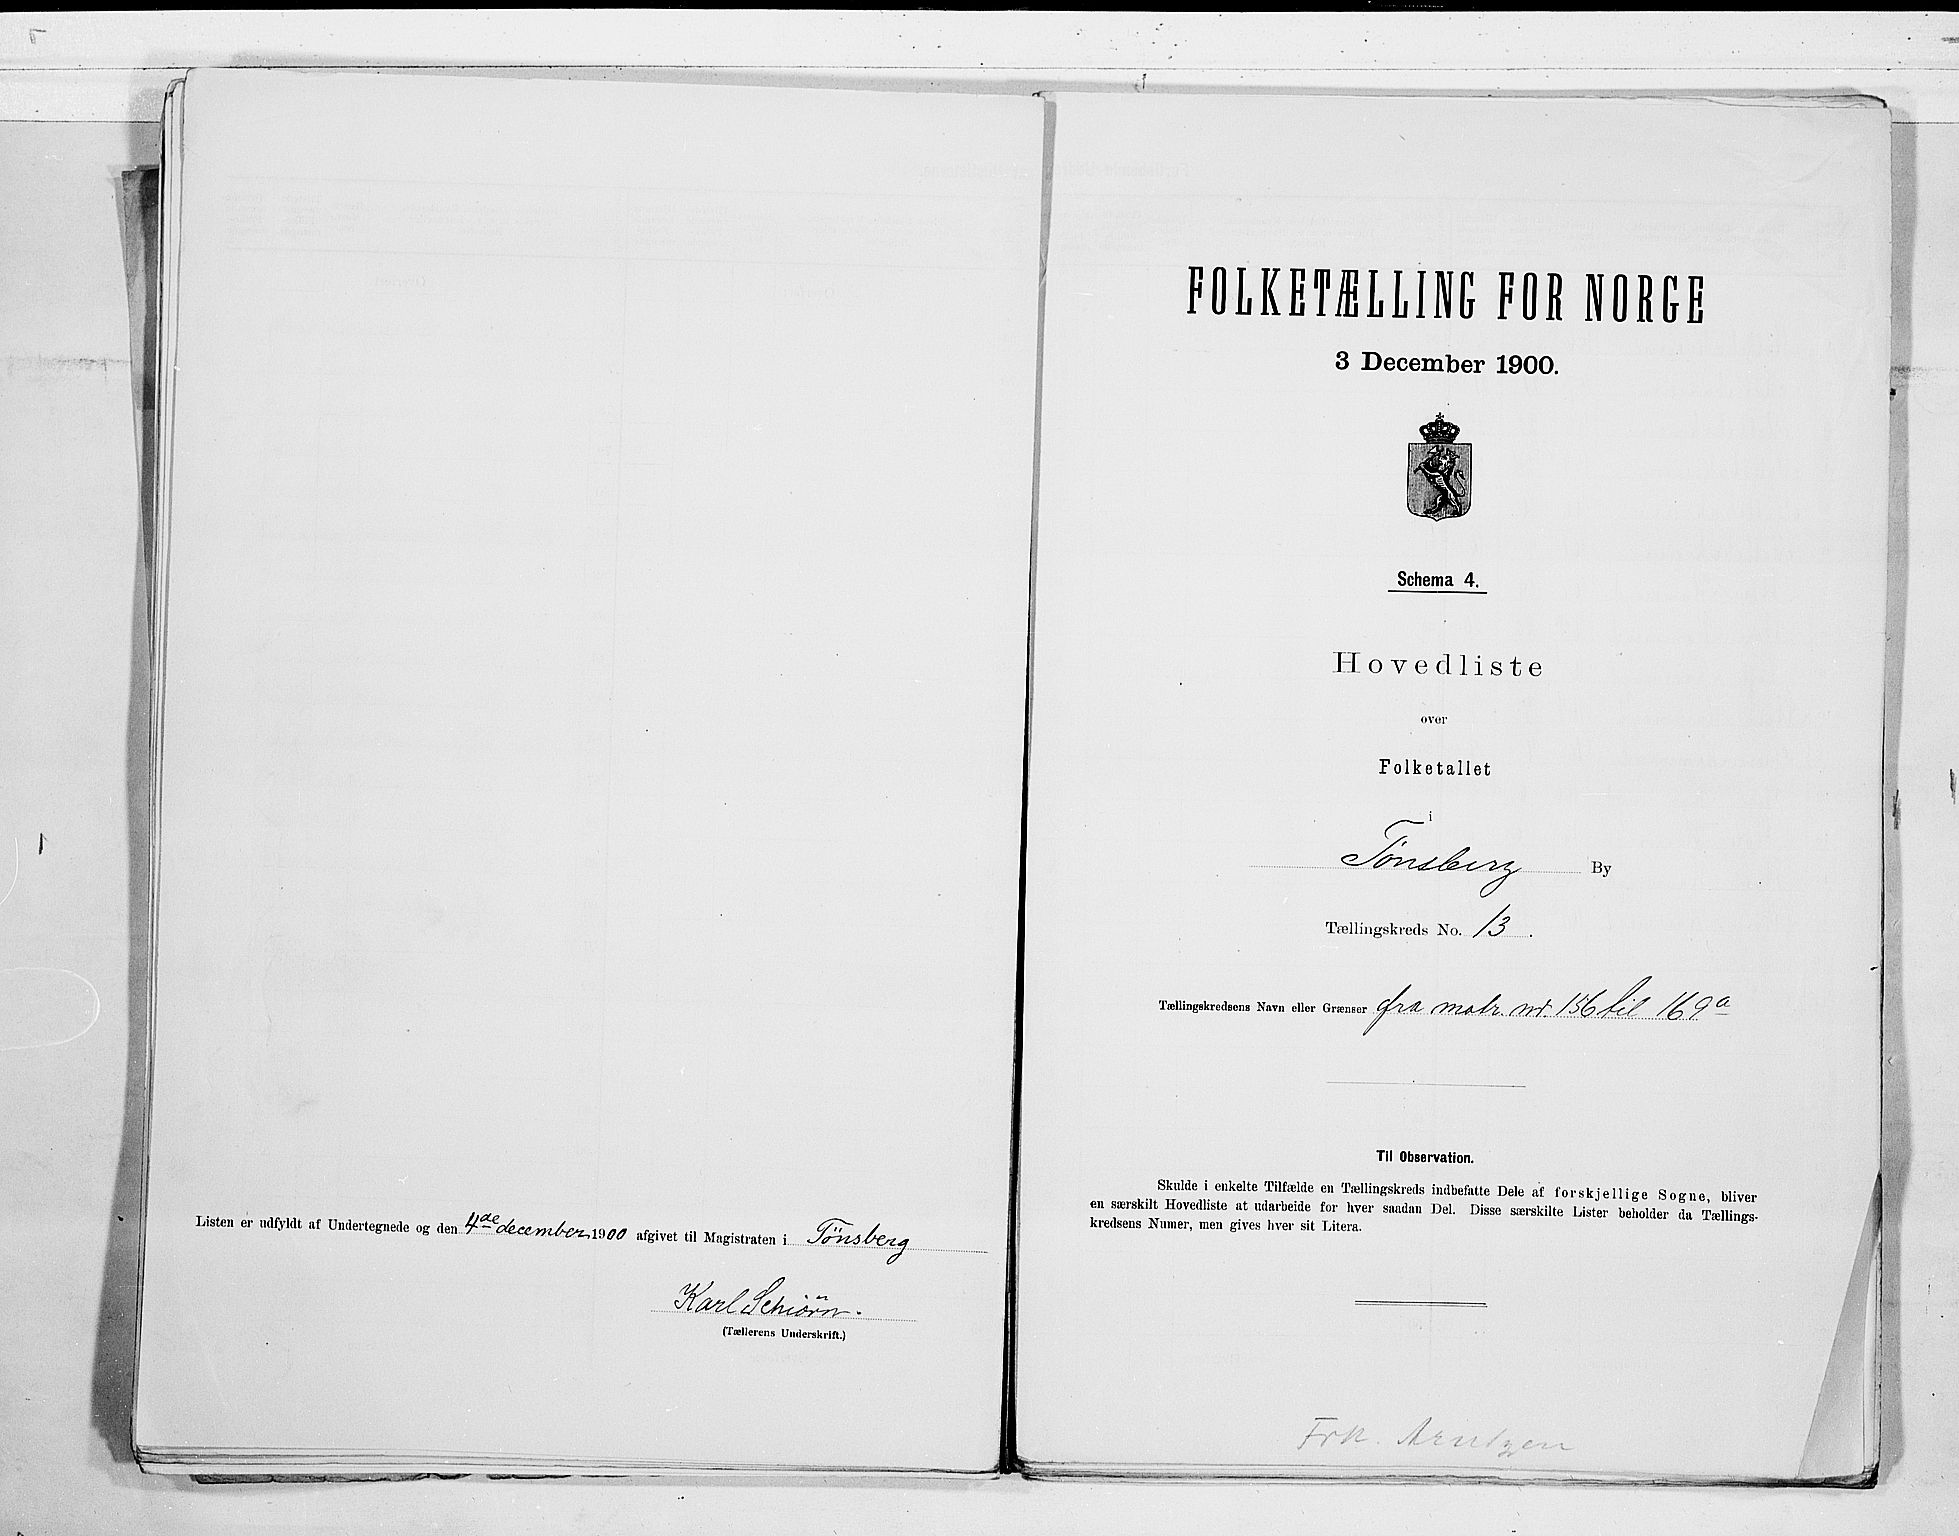 Listen er udfyldt af Undertegnede og den 4de december 1900 afgivet til Magistraten i Tönsberg
Karl Schiörn.
(Tællerens Underskrift.)
FOLKETÆLLING FOR NORGE
3 December 1900.
Schema 4.
Hovedliste
over
Folketallet
i
Tønsberg By
Tællingskreds No. 13.
Tællingskredsens Navn eller Grænser fra matr. nr. 156 til 169a
Til Observation.
Skulde i enkelte Tilfælde en Tællingskreds indbefatte Dele af forskjellige Sogne, bliver
en særskilt Hovedliste at udarbeide for hver saadan Del. Disse særskilte Lister beholder da Tællings-
kredsens Numer, men gives hver sit Litera.
Frk. Arntzen